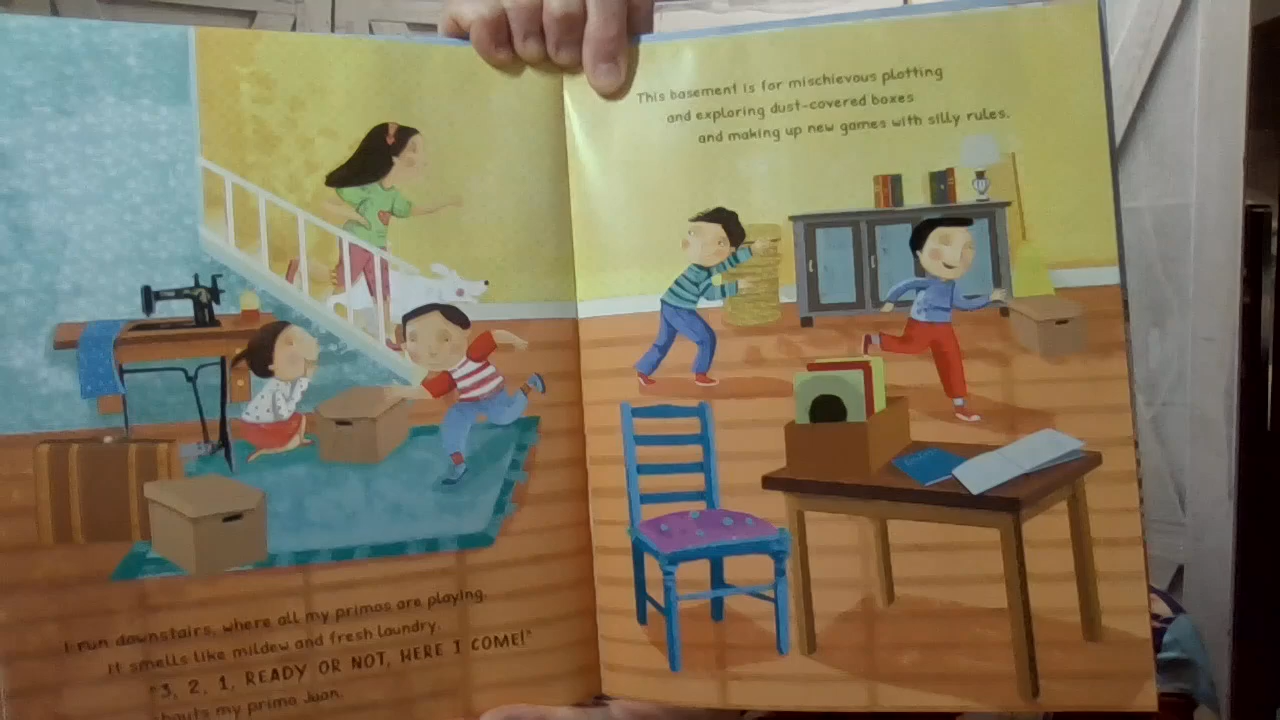 I run downstairs, where all my primos are playing.
It smells like mildew and fresh laundry.
"3, 2, 1, READY OR NOT, HERE I COME!"
shouts my primo Juan.
This basement is for mischievous plotting
and exploring dust-covered boxes
and making up new games with silly rules.